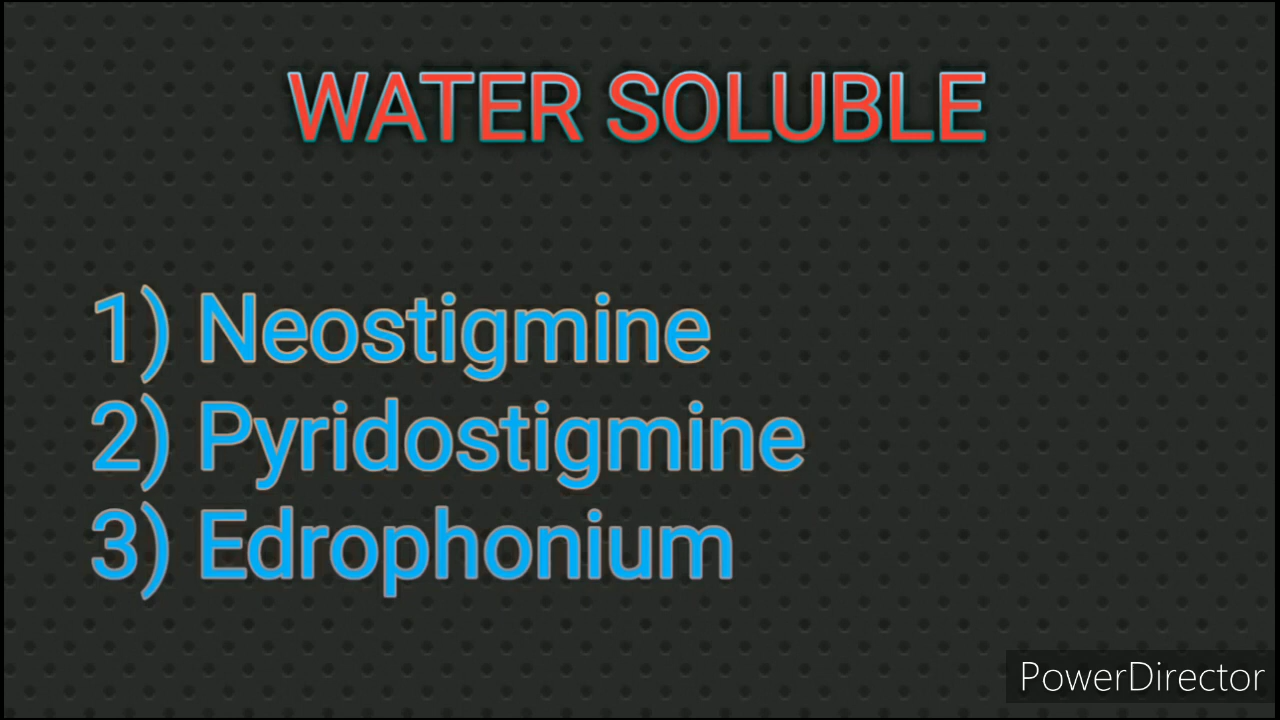 WATER SOLUBLE
1) Neostigmine
2) Pyridostigmine
3) Edrophonium
PowerDirector